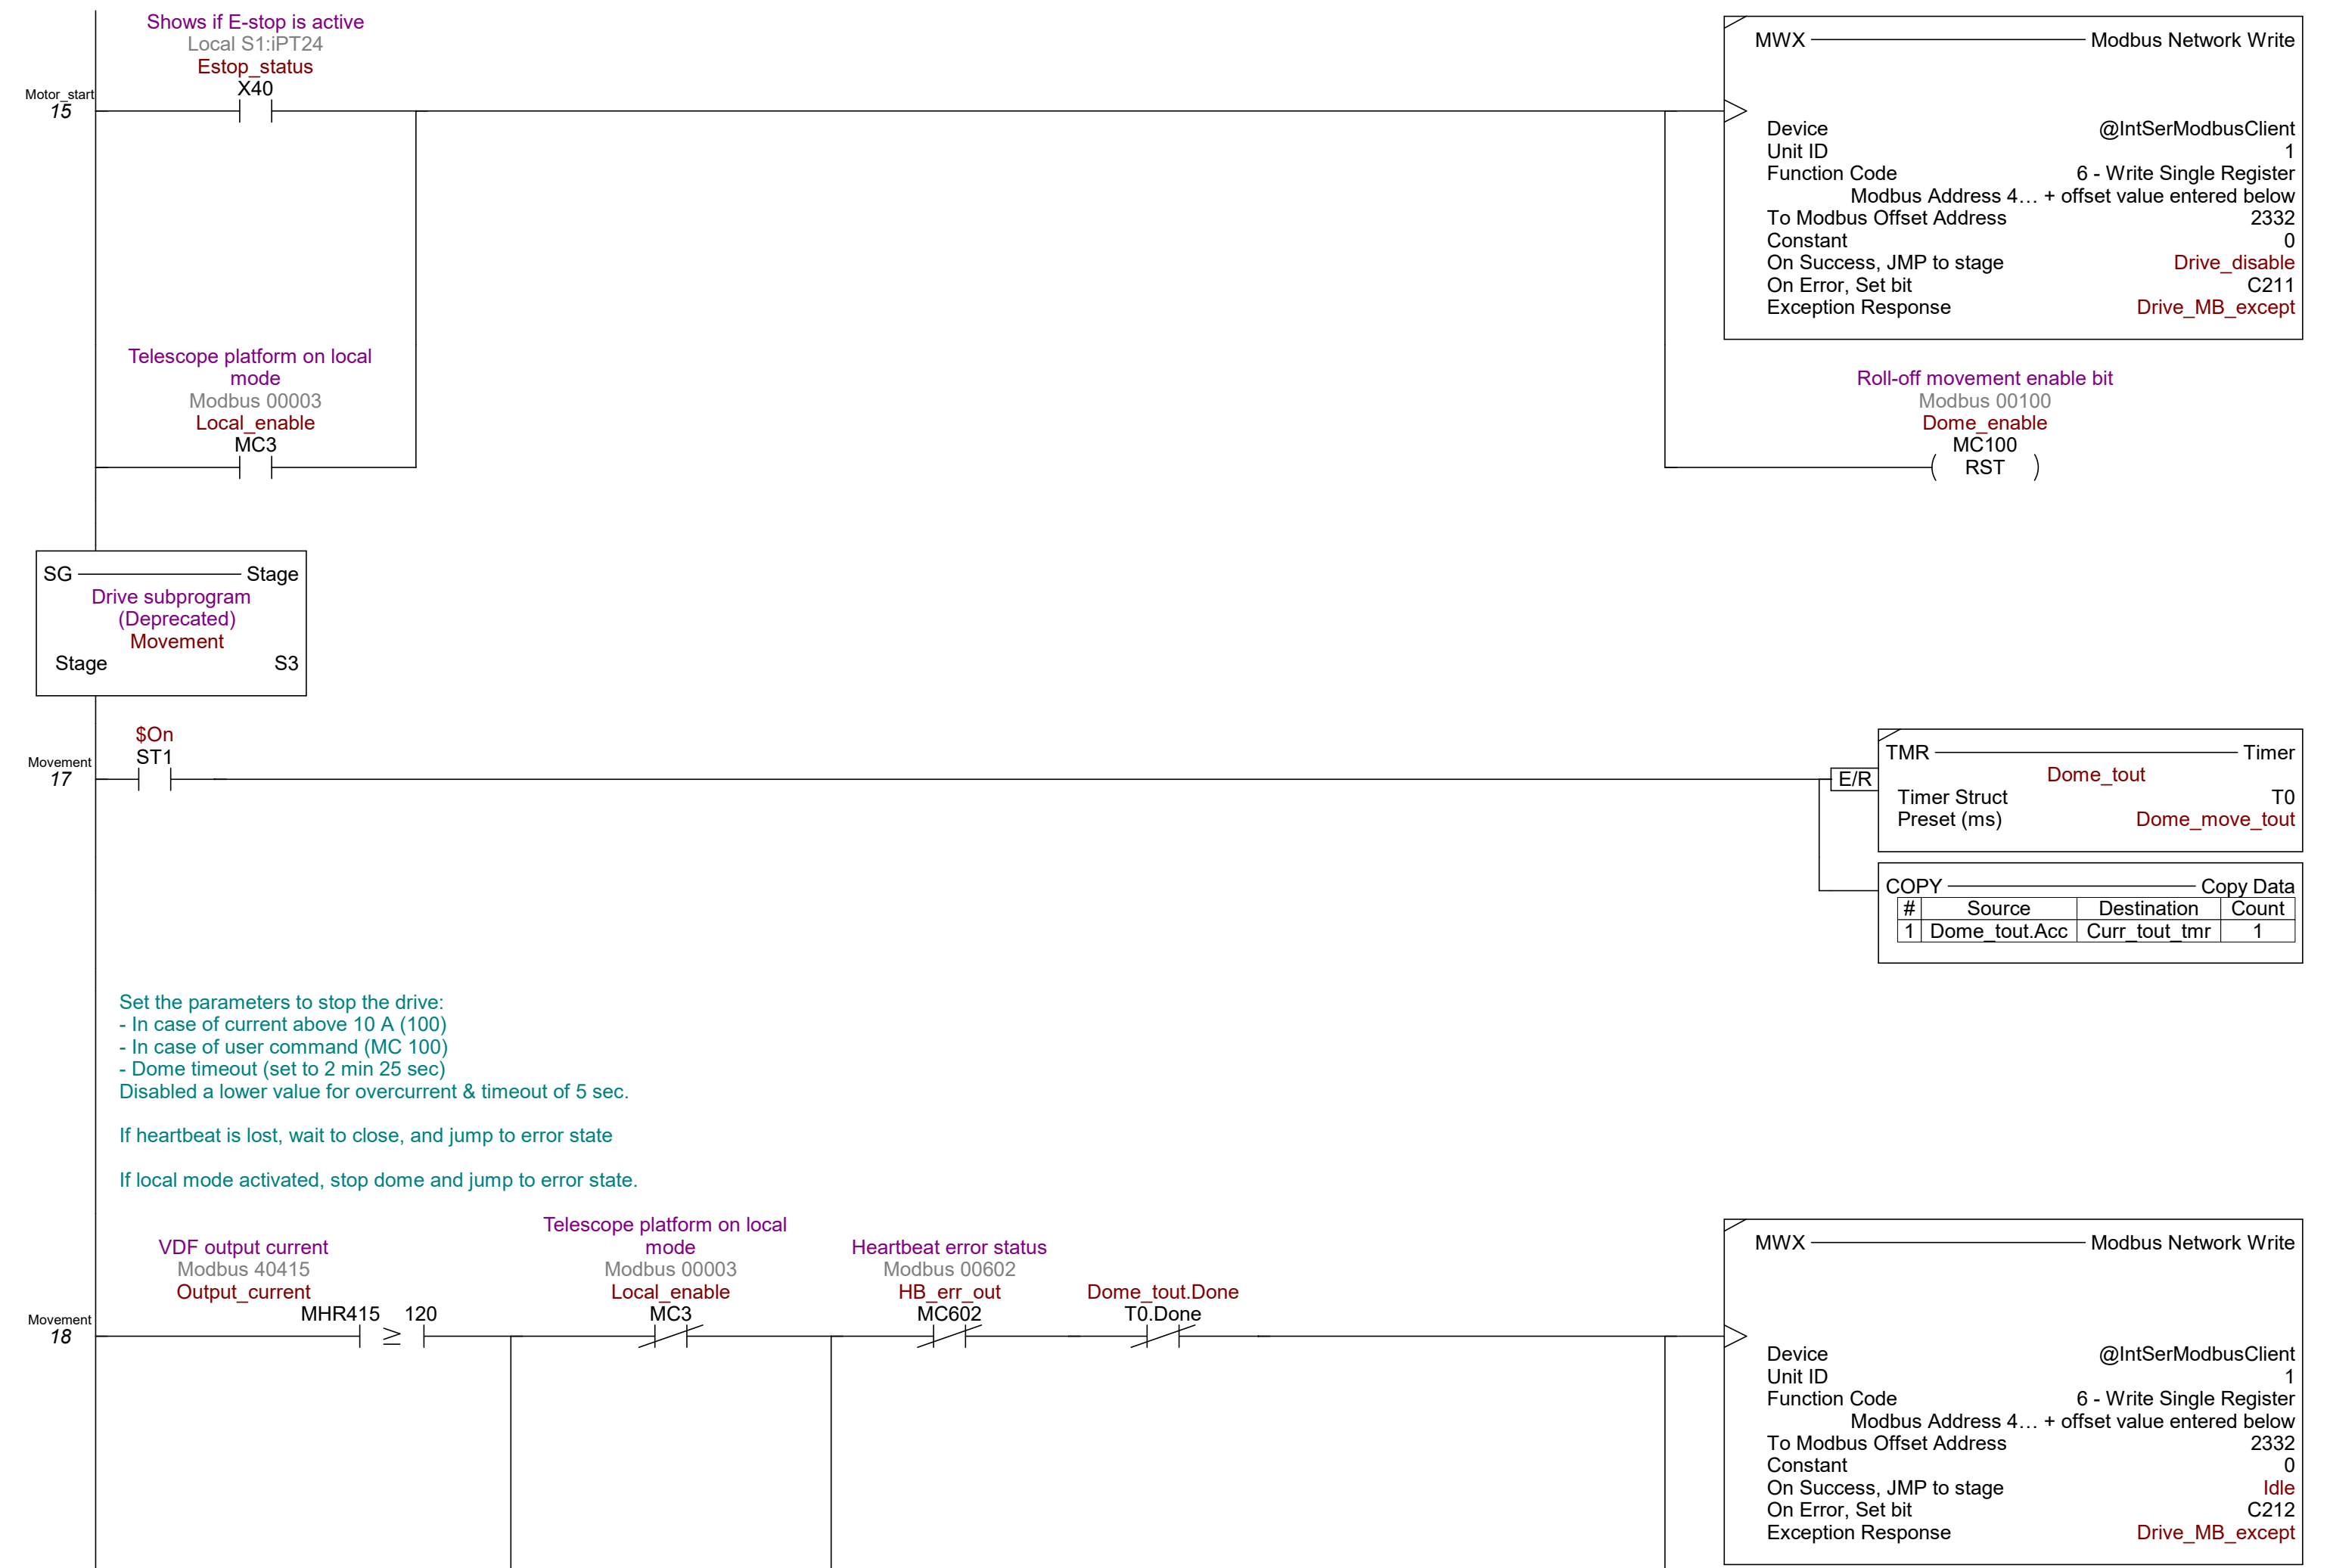 Shows if E-stop is active
Local S1:iPT24
Estop_status
X40
Motor_start
15
MWX Modbus Network Write
Device @IntSerModbusClient
Unit ID 1
Function Code 6 - Write Single Register
Modbus Address 4… + offset value entered below
To Modbus Offset Address 2332
Constant 0
On Success, JMP to stage Drive_disable
On Error, Set bit C211
Exception Response Drive_MB_except
Telescope platform on local
mode
Modbus 00003
Local_enable
MC3
Roll-off movement enable bit
Modbus 00100
Dome_enable
MC100
RST
SG Stage
Drive subprogram
(Deprecated)
Movement
Stage S3
$On
ST1
Movement
17
TMR Timer
E/R
Dome_tout
Timer Struct T0
Preset (ms) Dome_move_tout
COPY Copy Data
# Source Destination Count
1 Dome_tout.Acc Curr_tout_tmr 1
Set the parameters to stop the drive:
- In case of current above 10 A (100)
- In case of user command (MC 100)
- Dome timeout (set to 2 min 25 sec)
Disabled a lower value for overcurrent & timeout of 5 sec.
If heartbeat is lost, wait to close, and jump to error state
If local mode activated, stop dome and jump to error state.
VDF output current
Modbus 40415
Output_current
MHR415 ≥ 120
Telescope platform on local
mode
Modbus 00003
Local_enable
MC3
Heartbeat error status
Modbus 00602
HB_err_out
MC602
Dome_tout.Done
T0.Done
Movement
18
MWX Modbus Network Write
Device @IntSerModbusClient
Unit ID 1
Function Code 6 - Write Single Register
Modbus Address 4… + offset value entered below
To Modbus Offset Address 2332
Constant 0
On Success, JMP to stage Idle
On Error, Set bit C212
Exception Response Drive_MB_except